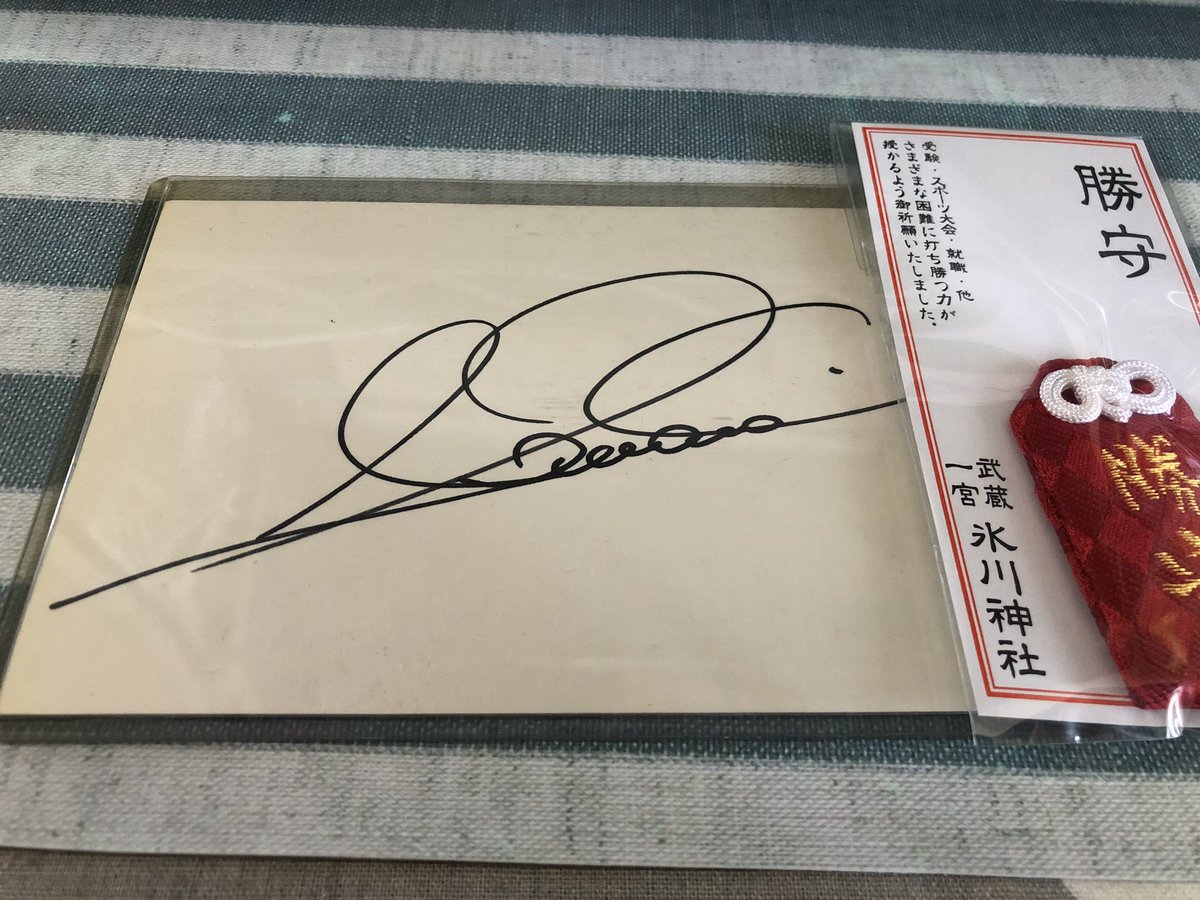 勝守
受験・スポーツ大会・就職・他
さまざまな困難に打ち勝つ力が
授かるよう御祈願いたしました。
武蔵
一宮
氷川神社
勝